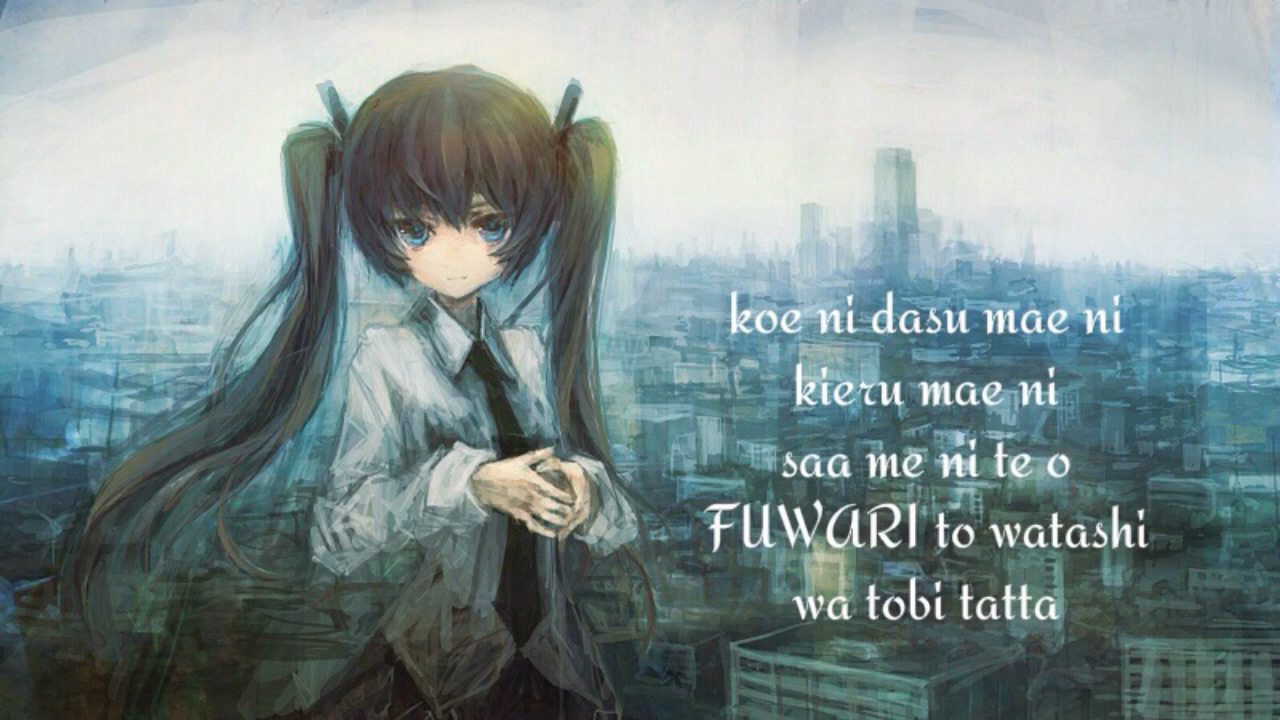 koe ni dasu mae ni
kieru mae ni
saa me ni te o
FUWARI to watashi
wa tobi tatta